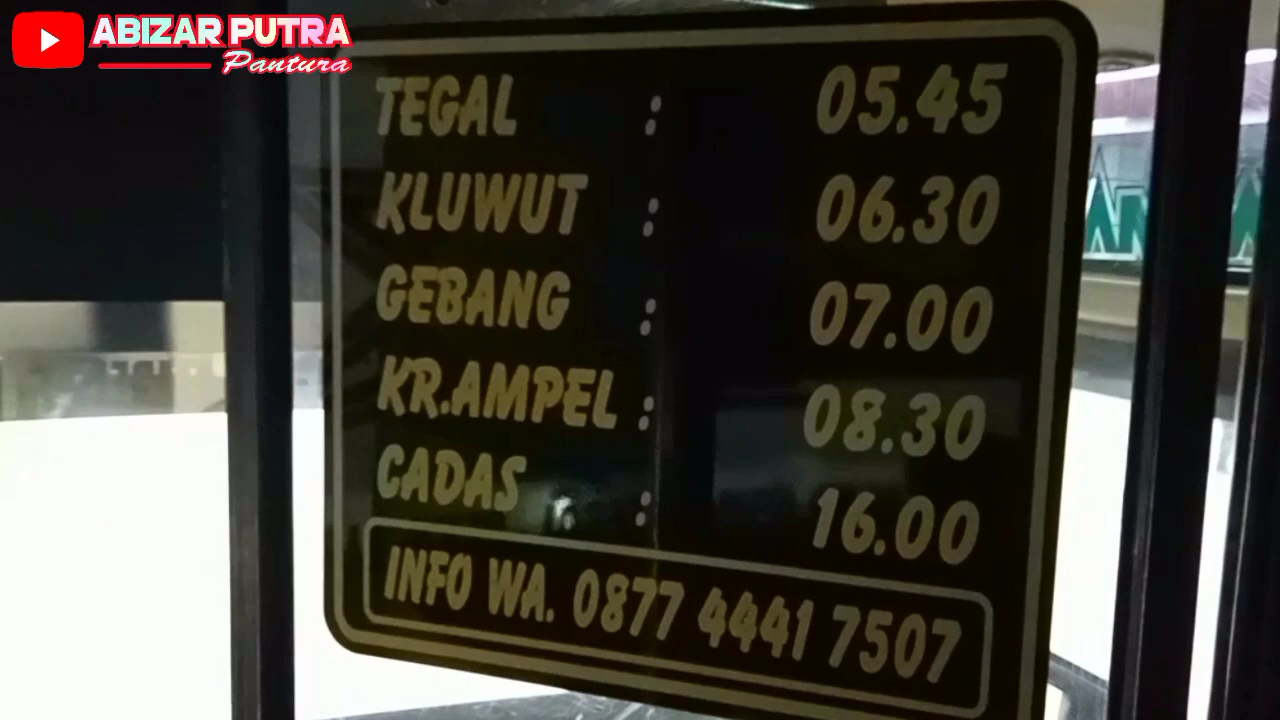 ABIZAR PUTRA
Pantura
TEGAL : 05.45
KLUWUT : 06.30
GEBANG : 07.00
KR.AMPEL : 08.30
CADAS : 16.00
INFO WA. 0877 4441 7507